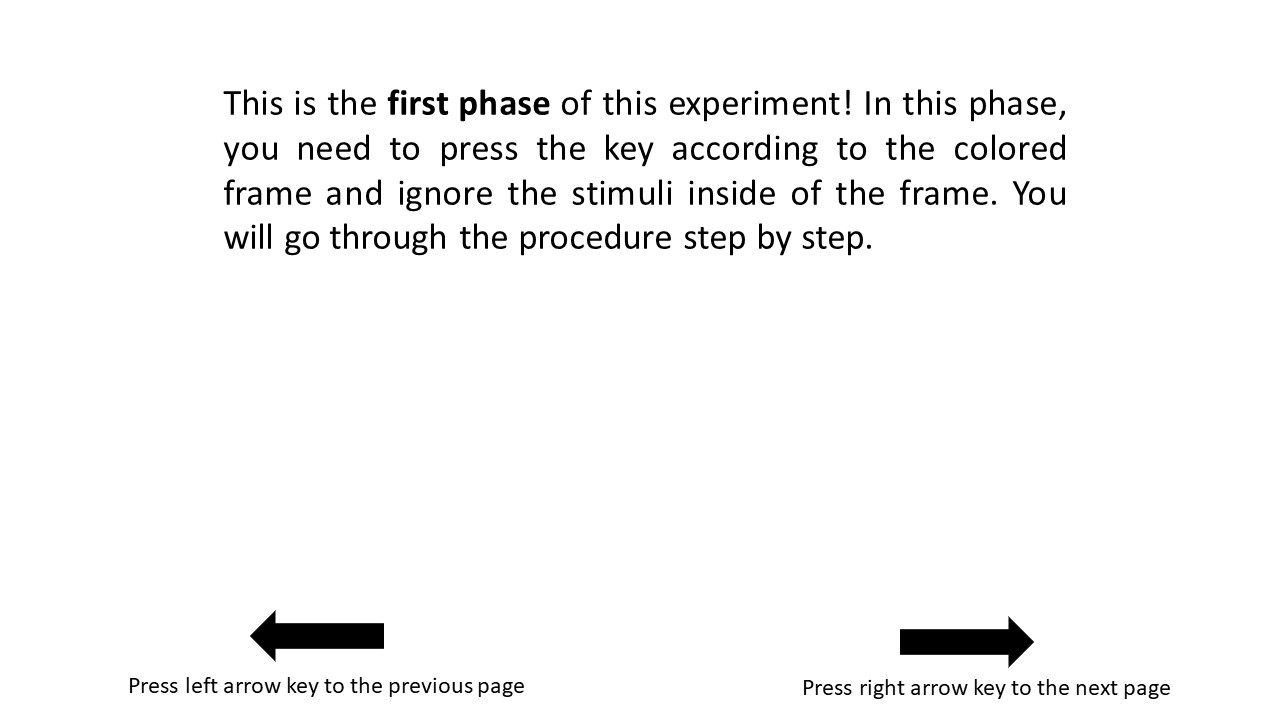 This is the first phase of this experiment! In this phase,
you need to press the key according to the colored
frame and ignore the stimuli inside of the frame. You
will go through the procedure step by step.
Press left arrow key to the previous page
Press right arrow key to the next page